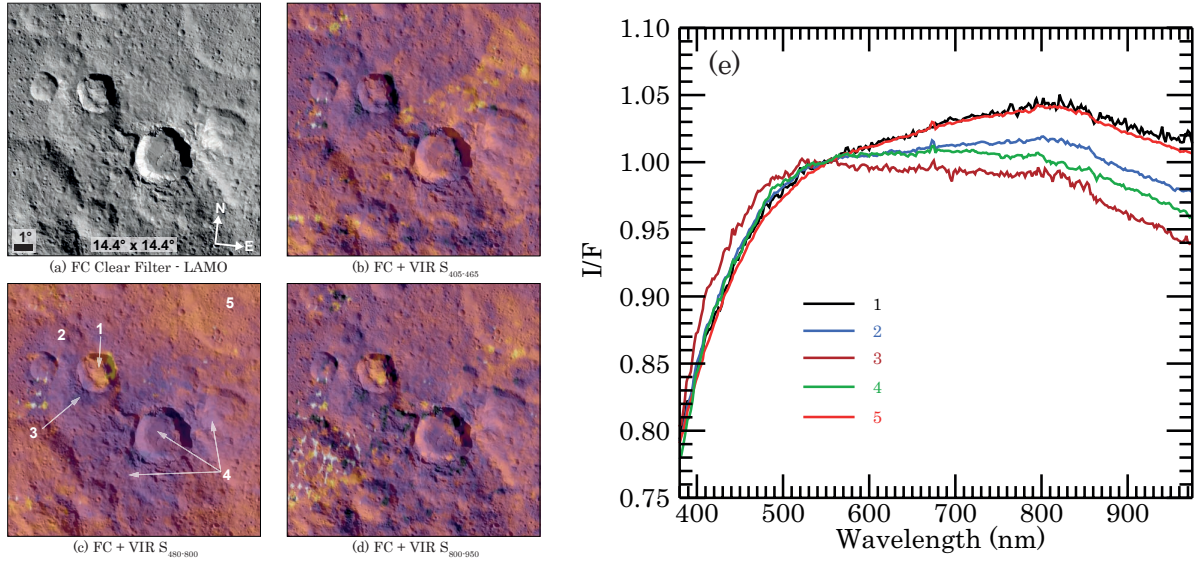 N
E
1°
14.4° x 14.4°
(a) FC Clear Filter - LAMO
(b) FC + VIR S405-465
5
2
1
3
4
(c) FC + VIR S480-800
(d) FC + VIR S800-950
(e)
1.10
1.05
1.00
0.95
0.90
0.85
0.80
0.75
I/F
1
2
3
4
5
400 500 600 700 800 900
Wavelength (nm)